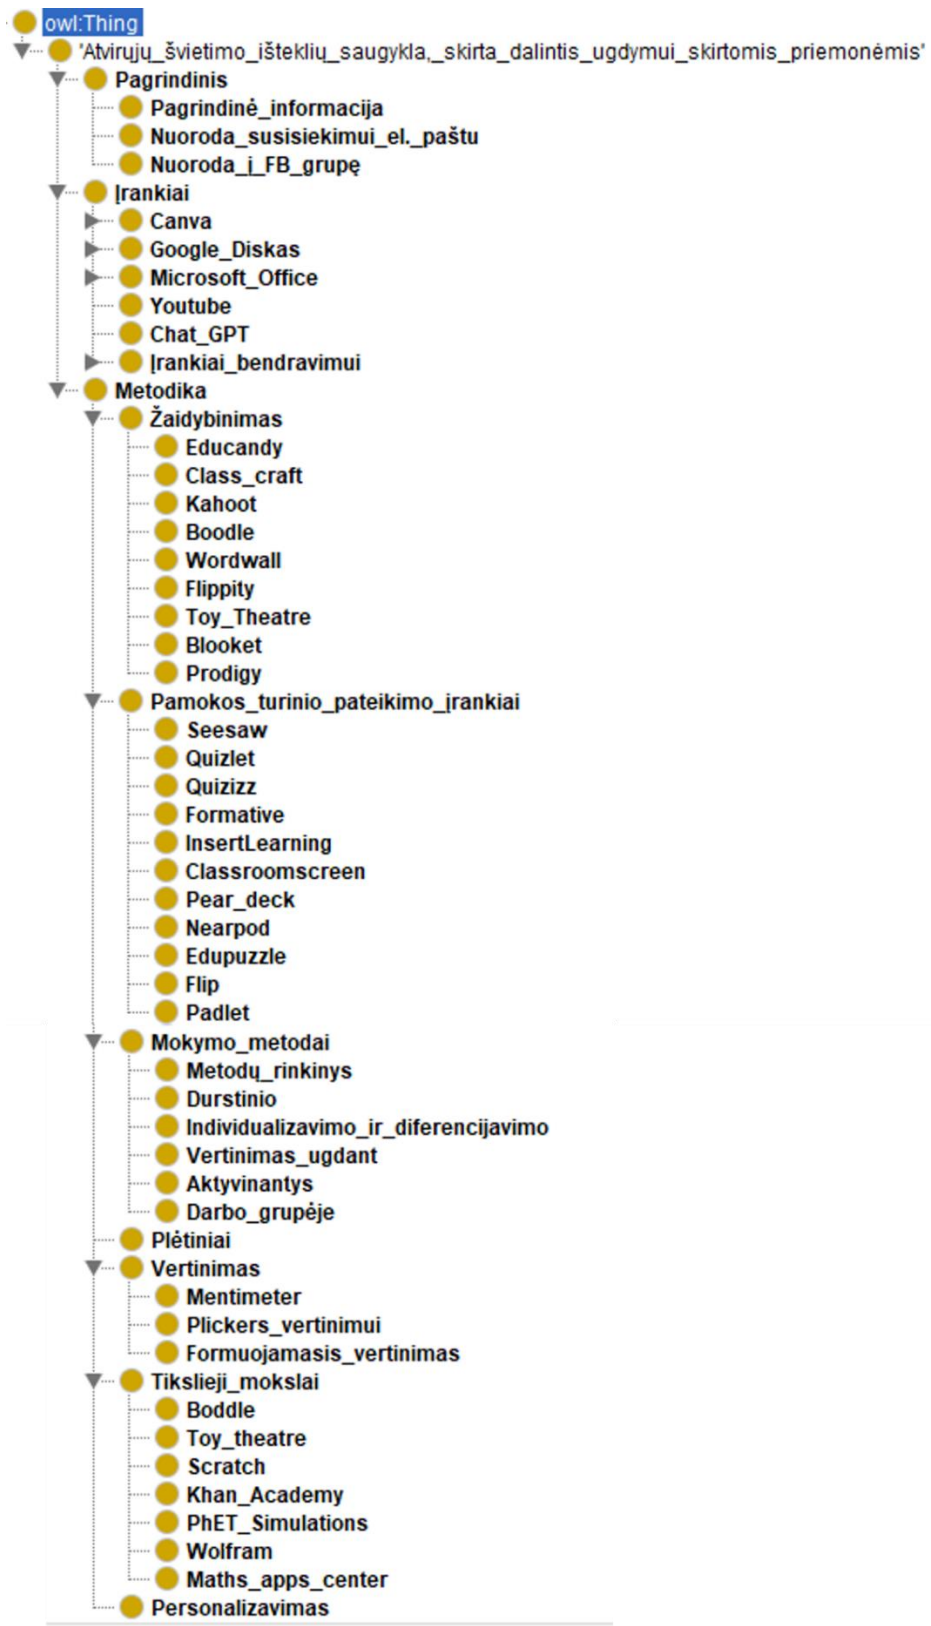 owl:Thing
'Atvirųjų_švietimo_išteklių_saugykla,_skirta_dalintis_ugdymui_skirtomis_priemonėmis'
Pagrindinis
Pagrindinė_informacija
Nuoroda_susisiekimui_el._paštu
Nuoroda_į_FB_grupę
Įrankiai
Canva
Google_Diskas
Microsoft_Office
Youtube
Chat_GPT
Įrankiai_bendravimui
Metodika
Žaidybinimas
Educandy
Class_craft
Kahoot
Boodle
Wordwall
Flippity
Toy_Theatre
Blooket
Prodigy
Pamokos_turinio_pateikimo_įrankiai
Seesaw
Quizlet
Quizizz
Formative
InsertLearning
Classroomscreen
Pear_deck
Nearpod
Edupuzzle
Flip
Padlet
Mokymo_metodai
Metodų_rinkinys
Durstinio
Individualizavimo_ir_diferencijavimo
Vertinimas_ugdant
Aktyvinantys
Darbo_grupėje
Plėtiniai
Vertinimas
Mentimeter
Plickers_vertinimui
Formuojamasis_vertinimas
Tikslieji_mokslai
Boddle
Toy_theatre
Scratch
Khan_Academy
PhET_Simulations
Wolfram
Maths_apps_center
Personalizavimas